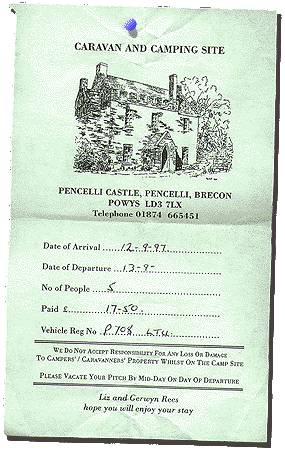 CARAVAN AND CAMPING SITE
PENCELLI CASTLE, PENCELLI, BRECON
POWYS LD3 7LX
Telephone 01874 665451
Date of Arrival 12-9-97
Date of Departure 13-9-
No of People 5
Paid £ 17-50
Vehicle Reg No P708 LTU
WE DO NOT ACCEPT RESPONSIBILITY FOR ANY LOSS OR DAMAGE
TO CAMPERS' / CARAVANNERS' PROPERTY WHILST ON THE CAMP SITE
PLEASE VACATE YOUR PITCH BY MID-DAY ON DAY OF DEPARTURE
Liz and Gerwyn Rees
hope you will enjoy your stay